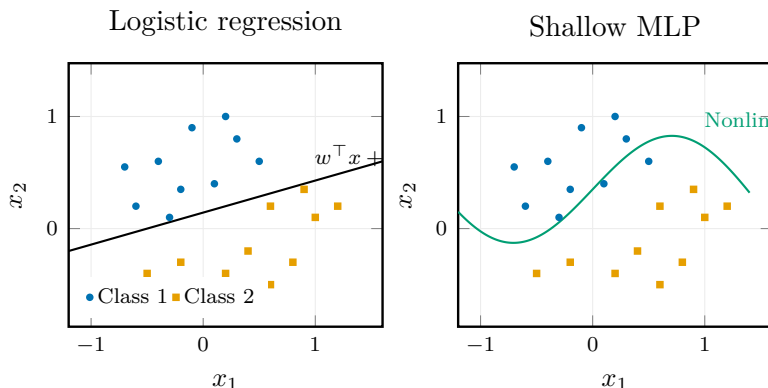 Logistic regression
Shallow MLP
1
0
−1
0
1
x₂
x₁
w⊤x +
Class 1
Class 2
1
0
−1
0
1
x₂
x₁
Nonlin